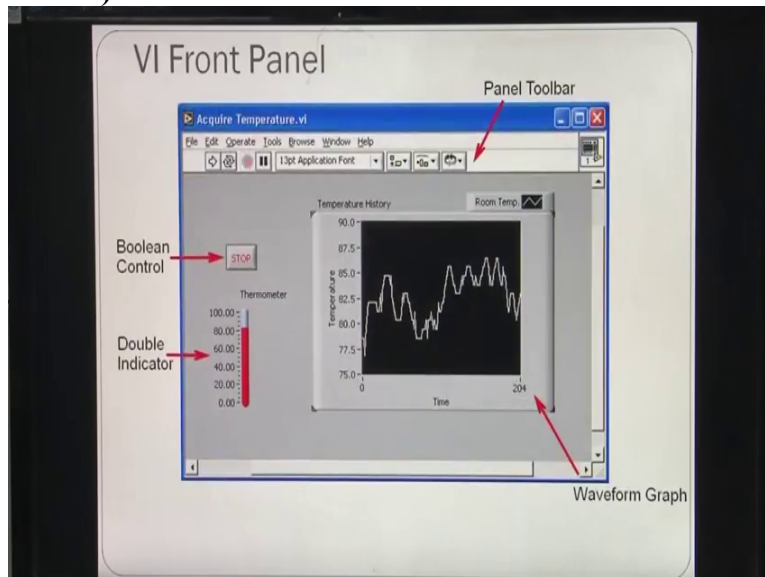 VI Front Panel
Panel Toolbar
Acquire Temperature.vi
File Edit Operate Tools Browse Window Help
13pt Application Font
1
Temperature History
Room Temp.
90.0
87.5
85.0
82.5
80.0
77.5
75.0
Temperature
0
204
Time
Boolean
Control
STOP
Thermometer
100.00
80.00
60.00
40.00
20.00
0.00
Double
Indicator
Waveform Graph